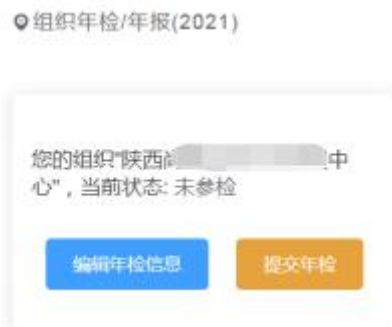 组织年检/年报(2021)
您的组织"陕西 中
心"，当前状态: 未参检
编辑年检信息
提交年检